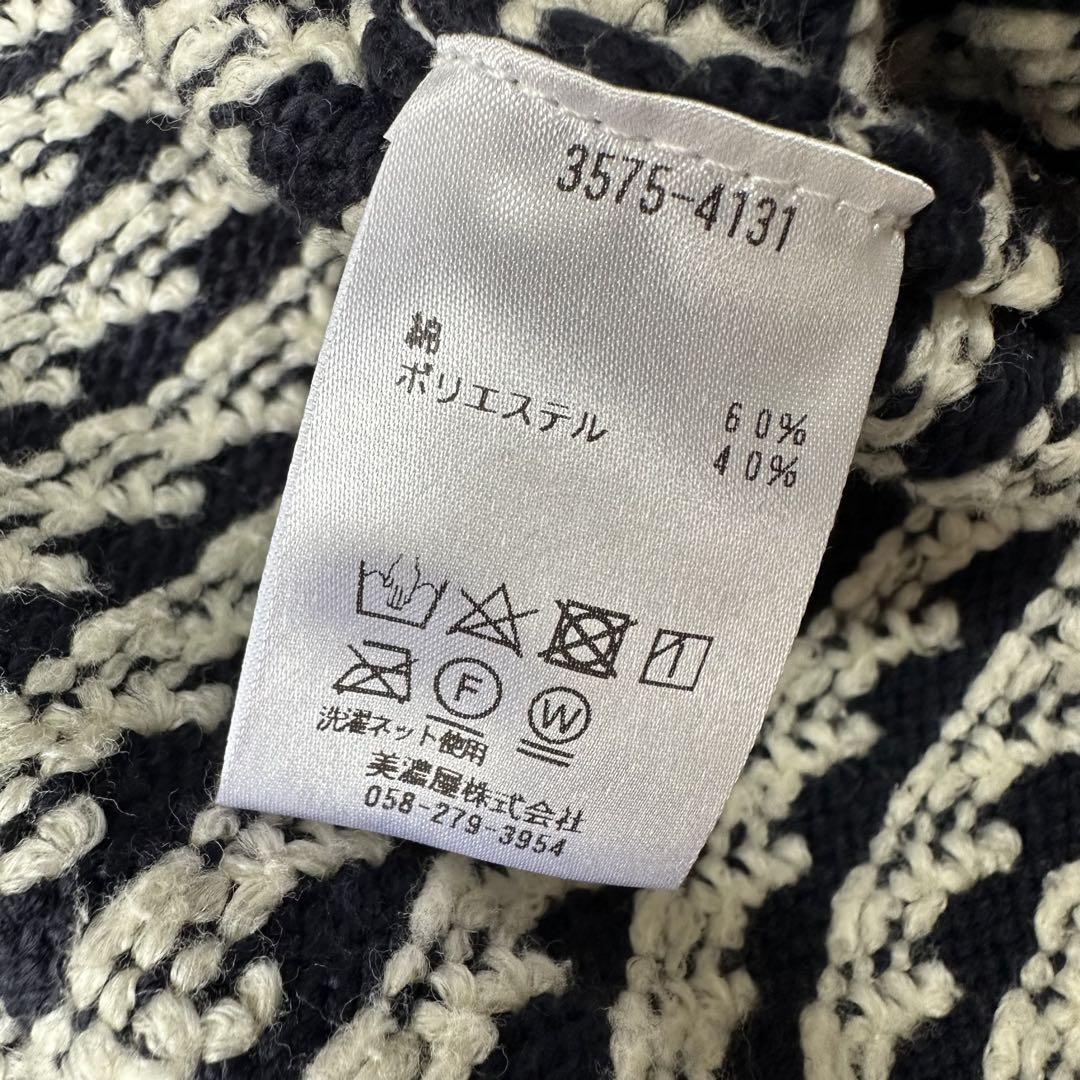 3575-4131
綿 60%
ポリエステル 40%
F W
洗濯ネット使用
美濃屋株式会社
058-279-3954